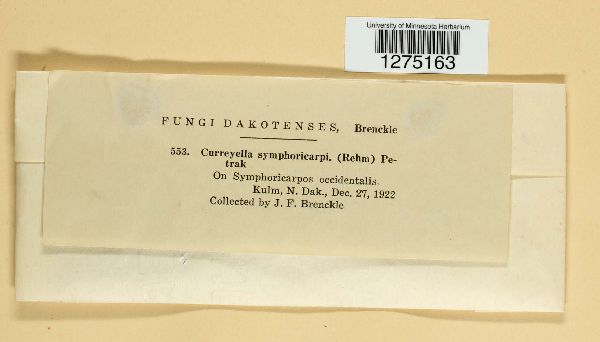 University of Minnesota Herbarium
1275163
FUNGI DAKOTENSES, Brenckle
553. Curreyella symphoricarpi. (Rehm) Pe-
trak
On Symphoricarpos occidentalis.
Kulm, N. Dak., Dec. 27, 1922
Collected by J. F. Brenckle